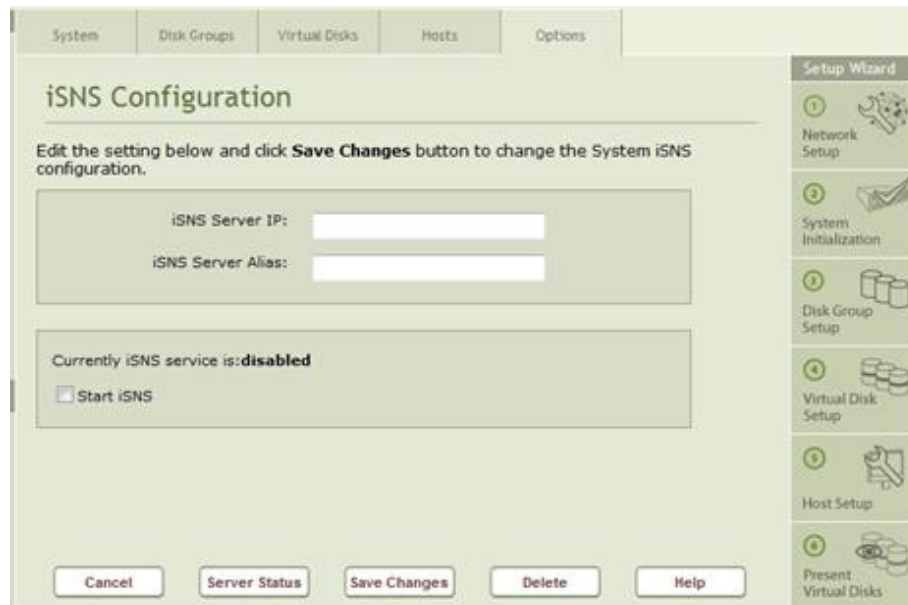 System
Disk Groups
Virtual Disks
Hosts
Options
iSNS Configuration
Edit the setting below and click Save Changes button to change the System iSNS
configuration.
iSNS Server IP:
iSNS Server Alias:
Currently iSNS service is:disabled
Start iSNS
Cancel
Server Status
Save Changes
Delete
Help
Setup Wizard
1
Network
Setup
2
System
Initialization
3
Disk Group
Setup
4
Virtual Disk
Setup
5
Host Setup
6
Present
Virtual Disks